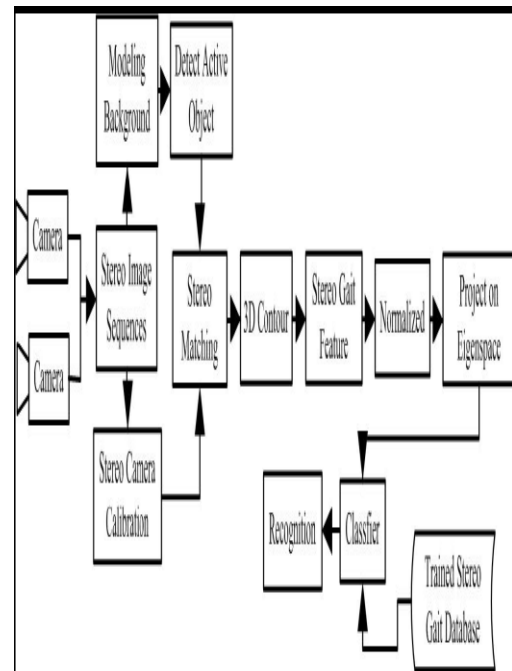 Modeling
Background
Detect Active
Object
Camera
Camera
Stereo Image
Sequences
Stereo Camera
Calibration
Stereo
Matching
3D Contour
Stereo Gait
Feature
Normalized
Project on
Eigenspace
Recognition
Classfier
Trained Stereo
Gait Database